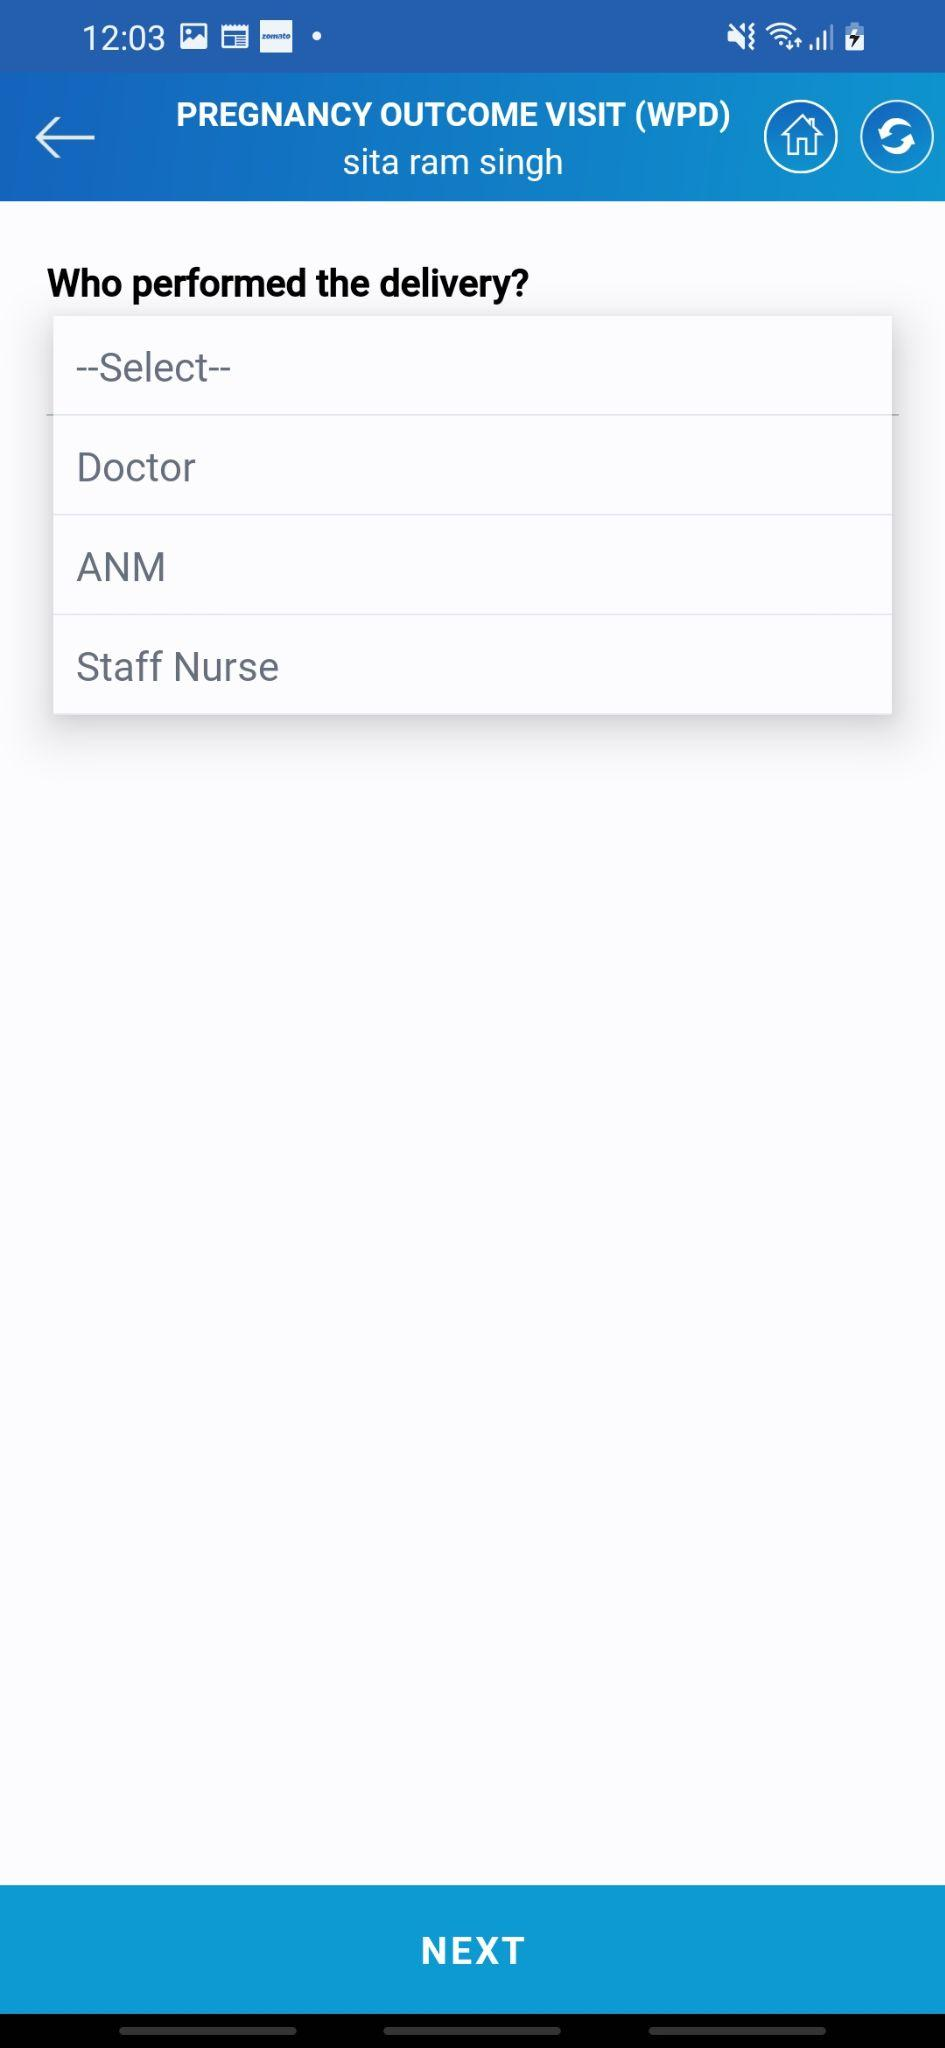 12:03
zomato
PREGNANCY OUTCOME VISIT (WPD)
sita ram singh
Who performed the delivery?
--Select--
Doctor
ANM
Staff Nurse
NEXT